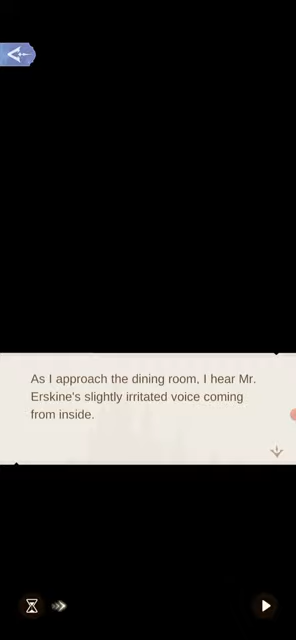 As I approach the dining room, I hear Mr.
Erskine's slightly irritated voice coming
from inside.